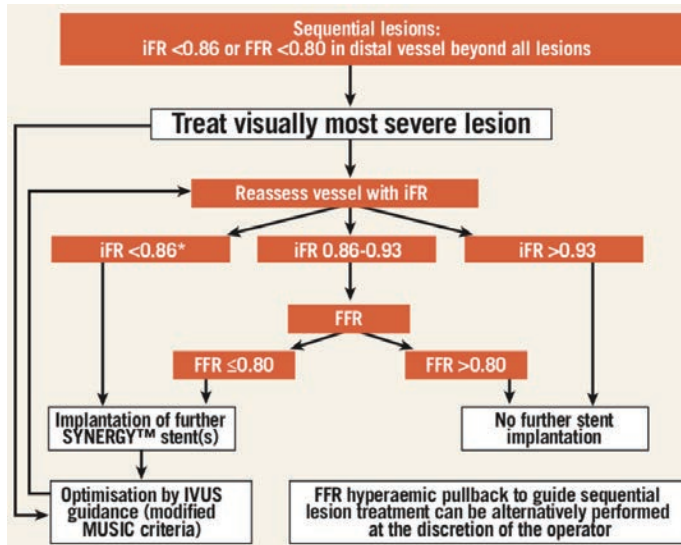 Sequential lesions:
iFR <0.86 or FFR <0.80 in distal vessel beyond all lesions
Treat visually most severe lesion
Reassess vessel with iFR
iFR <0.86*
iFR 0.86-0.93
iFR >0.93
FFR
FFR ≤0.80
FFR >0.80
Implantation of further
SYNERGY™ stent(s)
No further stent
implantation
Optimisation by IVUS
guidance (modified
MUSIC criteria)
FFR hyperaemic pullback to guide sequential
lesion treatment can be alternatively performed
at the discretion of the operator